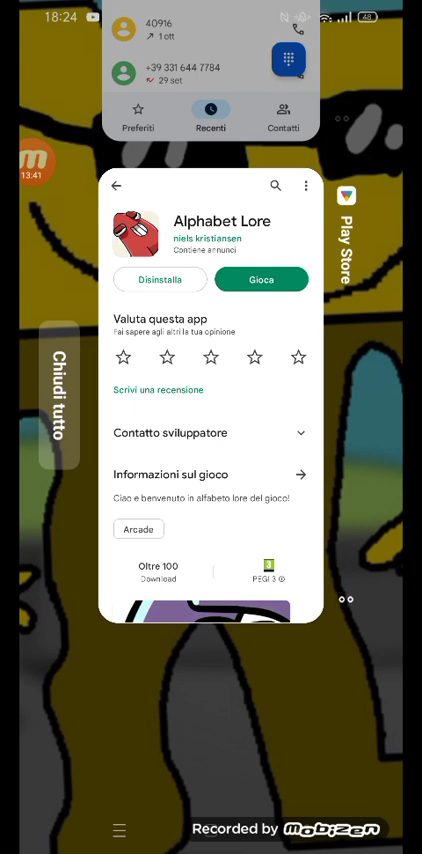 18:24
48
40916
↗ 1 ott
+39 331 644 7784
29 set
Preferiti
Recenti
Contatti
13:41
Play Store
Alphabet Lore
niels kristiansen
Contiene annunci
Disinstalla
Gioca
Valuta questa app
Fai sapere agli altri la tua opinione
Scrivi una recensione
Chiudi tutto
Contatto sviluppatore
Informazioni sul gioco
Ciao e benvenuto in alfabeto lore del gioco!
Arcade
Oltre 100
Download
3
PEGI 3
Recorded by Mobizen